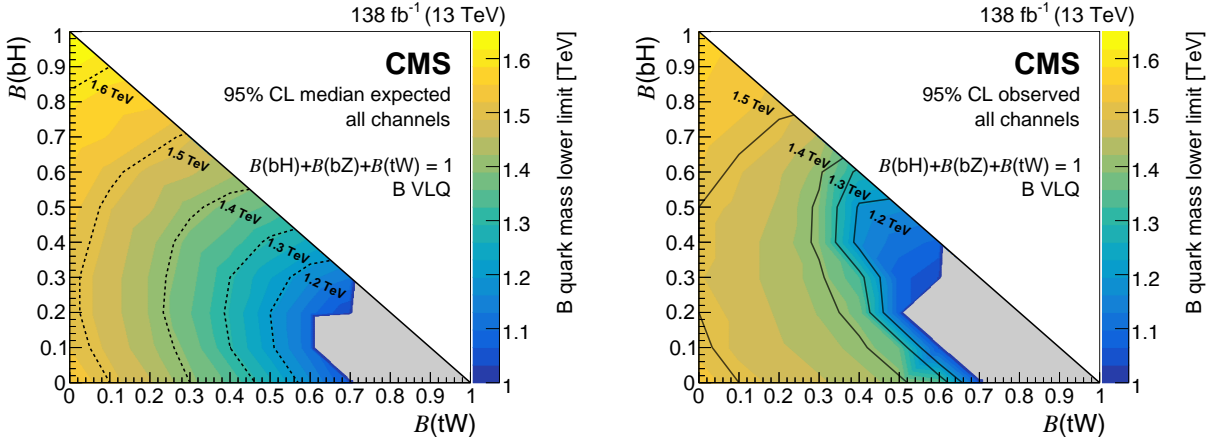 138 fb⁻¹ (13 TeV)
CMS
95% CL median expected
all channels
B(bH)+B(bZ)+B(tW) = 1
B VLQ
1.6 TeV
1.5 TeV
1.4 TeV
1.3 TeV
1.2 TeV
B(bH)
1
0.9
0.8
0.7
0.6
0.5
0.4
0.3
0.2
0.1
0
0 0.1 0.2 0.3 0.4 0.5 0.6 0.7 0.8 0.9 1
B(tW)
1.6
1.5
1.4
1.3
1.2
1.1
1
B quark mass lower limit [TeV]
138 fb⁻¹ (13 TeV)
CMS
95% CL observed
all channels
B(bH)+B(bZ)+B(tW) = 1
B VLQ
1.5 TeV
1.4 TeV
1.3 TeV
1.2 TeV
B(bH)
1
0.9
0.8
0.7
0.6
0.5
0.4
0.3
0.2
0.1
0
0 0.1 0.2 0.3 0.4 0.5 0.6 0.7 0.8 0.9 1
B(tW)
1.6
1.5
1.4
1.3
1.2
1.1
1
B quark mass lower limit [TeV]